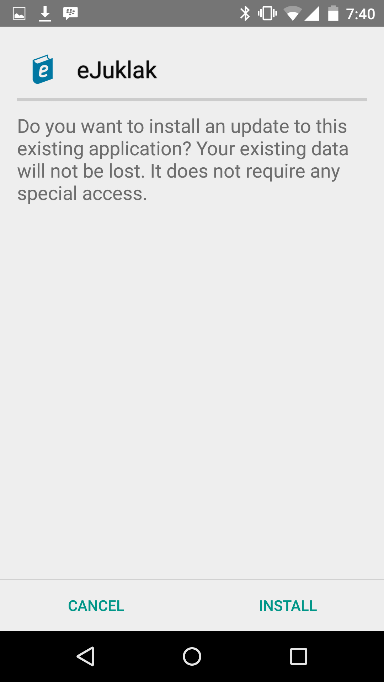 7:40
eJuklak
Do you want to install an update to this
existing application? Your existing data
will not be lost. It does not require any
special access.
CANCEL INSTALL